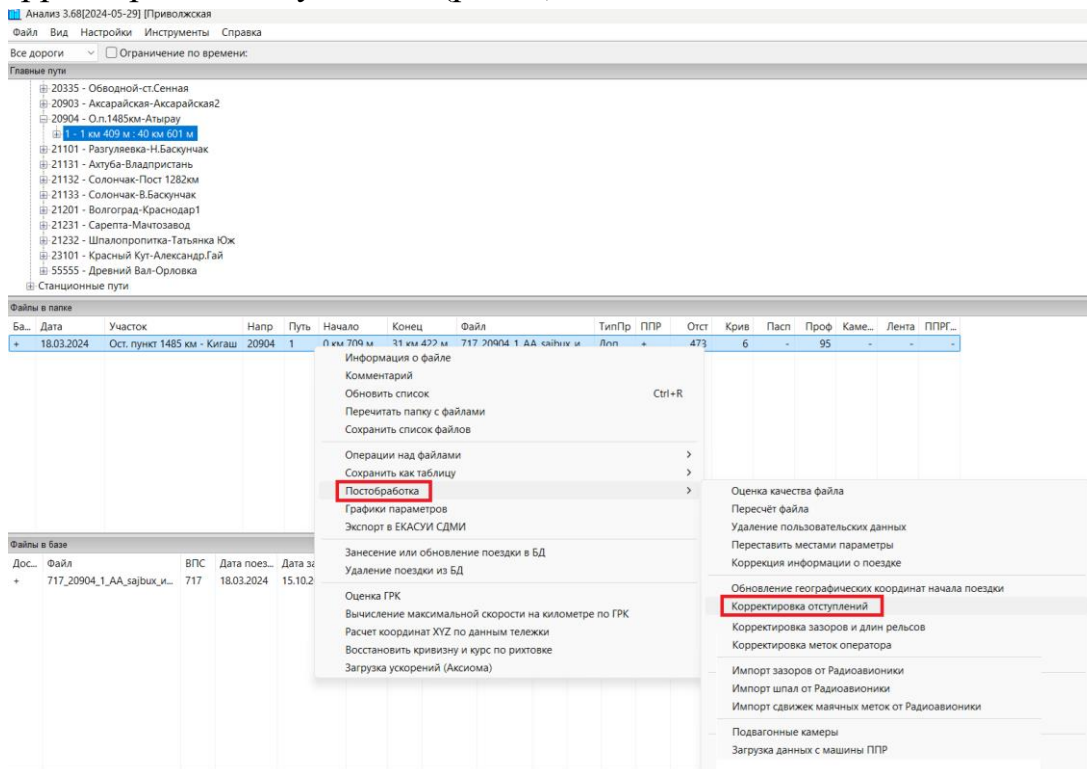 Анализ 3.68[2024-05-29] [Приволжская
Файл Вид Настройки Инструменты Справка
Все дороги Ограничение по времени:
Главные пути
20335 - Обводной-ст.Сенная
20903 - Аксарайская-Аксарайская2
20904 - О.п.1485км-Атырау
1 - 1 км 409 м : 40 км 601 м
21101 - Разгуляевка-Н.Баскунчак
21131 - Ахтуба-Владпристань
21132 - Солончак-Пост 1282км
21133 - Солончак-В.Баскунчак
21201 - Волгоград-Краснодар1
21231 - Сарепта-Мачтозавод
21232 - Шпалопропитка-Татьянка Юж
23101 - Красный Кут-Александр.Гай
55555 - Древний Вал-Орловка
Станционные пути
Файлы в папке
Ба... Дата Участок Напр Путь Начало Конец Файл ТипПр ППР Отст Крив Пасп Проф Каме... Лента ППРГ...
+ 18.03.2024 Ост. пункт 1485 км - Кигаш 20904 1 0 км 709 м 31 км 422 м 717_20904_1_AA_sajbux_и Доп + 473 6 - 95 - - -
Информация о файле
Комментарий
Обновить список Ctrl+R
Перечитать папку с файлами
Сохранить список файлов
Операции над файлами >
Сохранить как таблицу >
Постобработка >
Графики параметров
Экспорт в ЕКАСУИ СДМИ
Занесение или обновление поездки в БД
Удаление поездки из БД
Оценка ГРК
Вычисление максимальной скорости на километре по ГРК
Расчет координат XYZ по данным тележки
Восстановить кривизну и курс по рихтовке
Загрузка ускорений (Аксиома)
Оценка качества файла
Пересчёт файла
Удаление пользовательских данных
Переставить местами параметры
Коррекция информации о поездке
Обновление географических координат начала поездки
Корректировка отступлений
Корректировка зазоров и длин рельсов
Корректировка меток оператора
Импорт зазоров от Радиоавионики
Импорт шпал от Радиоавионики
Импорт сдвижек маячных меток от Радиоавионики
Подвагонные камеры
Загрузка данных с машины ППР
Файлы в базе
Дос... Файл ВПС Дата поез... Дата за
+ 717_20904_1_AA_sajbux_и... 717 18.03.2024 15.10.2